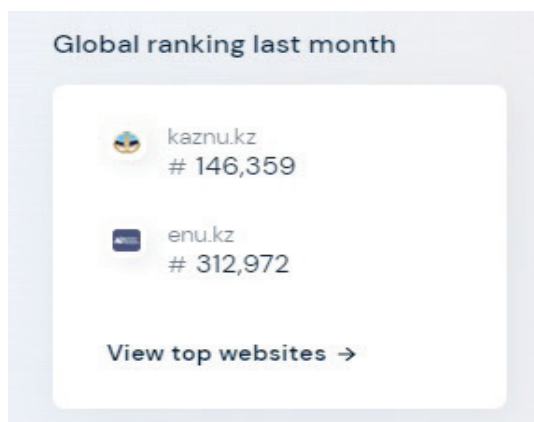 Global ranking last month
kaznu.kz
# 146,359
enu.kz
# 312,972
View top websites →